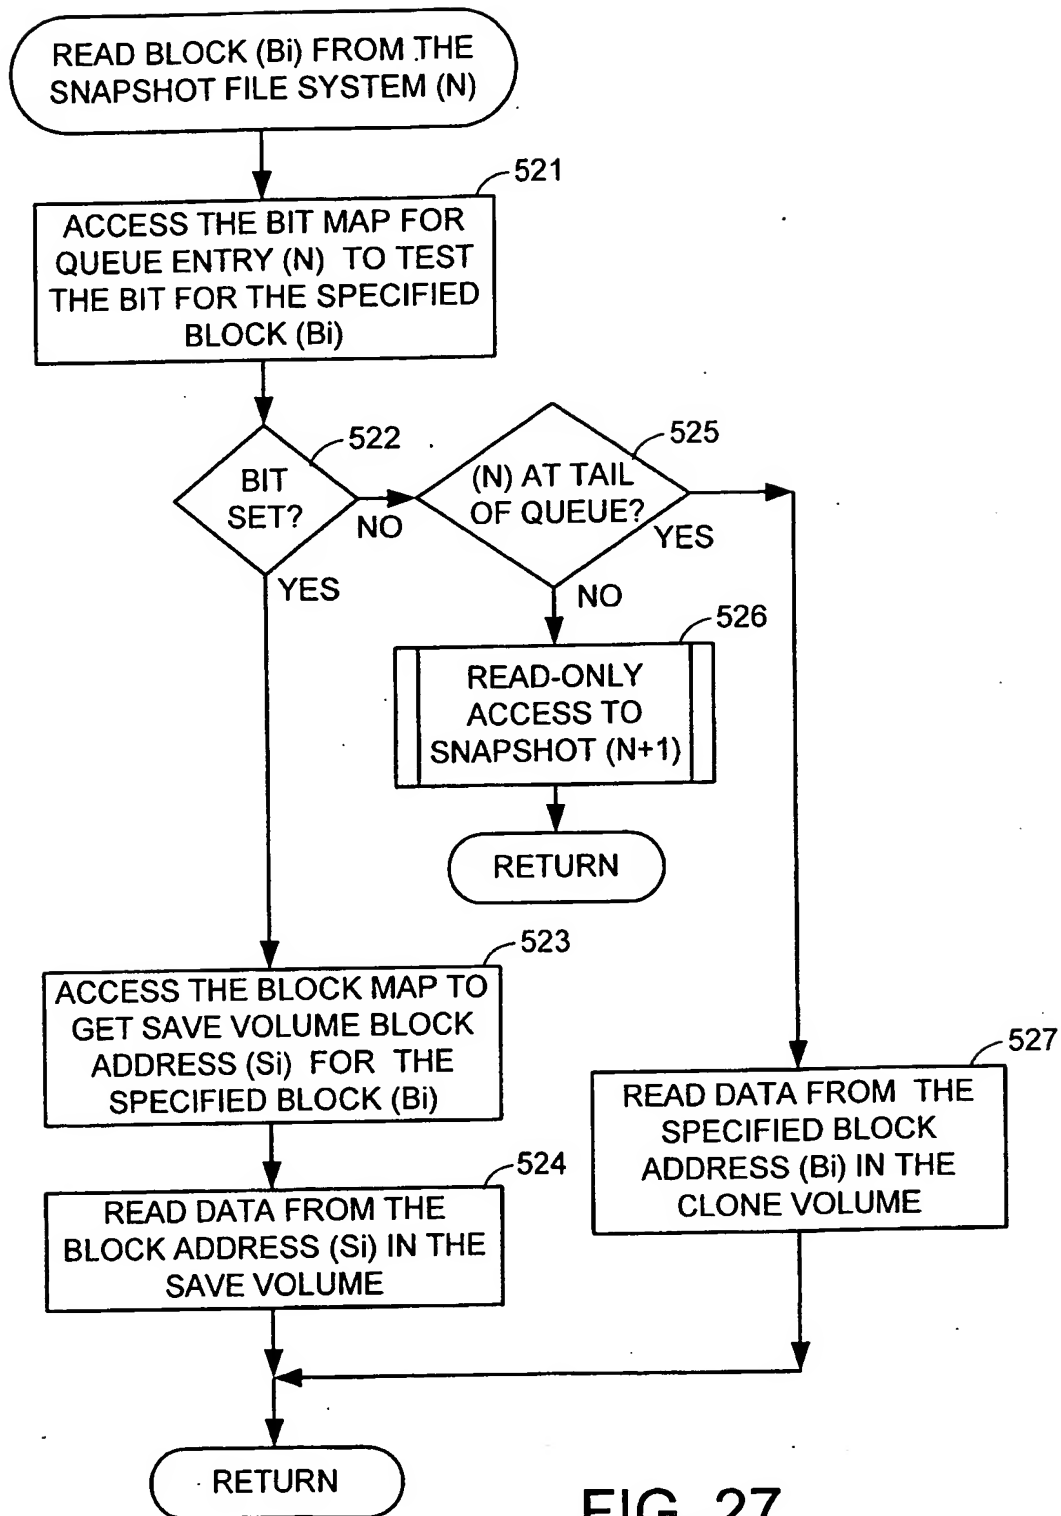 READ BLOCK (Bi) FROM THE
SNAPSHOT FILE SYSTEM (N)
521
ACCESS THE BIT MAP FOR
QUEUE ENTRY (N) TO TEST
THE BIT FOR THE SPECIFIED
BLOCK (Bi)
522
BIT
SET?
NO
YES
525
(N) AT TAIL
OF QUEUE?
YES
NO
526
READ-ONLY
ACCESS TO
SNAPSHOT (N+1)
RETURN
523
ACCESS THE BLOCK MAP TO
GET SAVE VOLUME BLOCK
ADDRESS (Si) FOR THE
SPECIFIED BLOCK (Bi)
524
READ DATA FROM THE
BLOCK ADDRESS (Si) IN THE
SAVE VOLUME
527
READ DATA FROM THE
SPECIFIED BLOCK
ADDRESS (Bi) IN THE
CLONE VOLUME
RETURN
FIG. 27